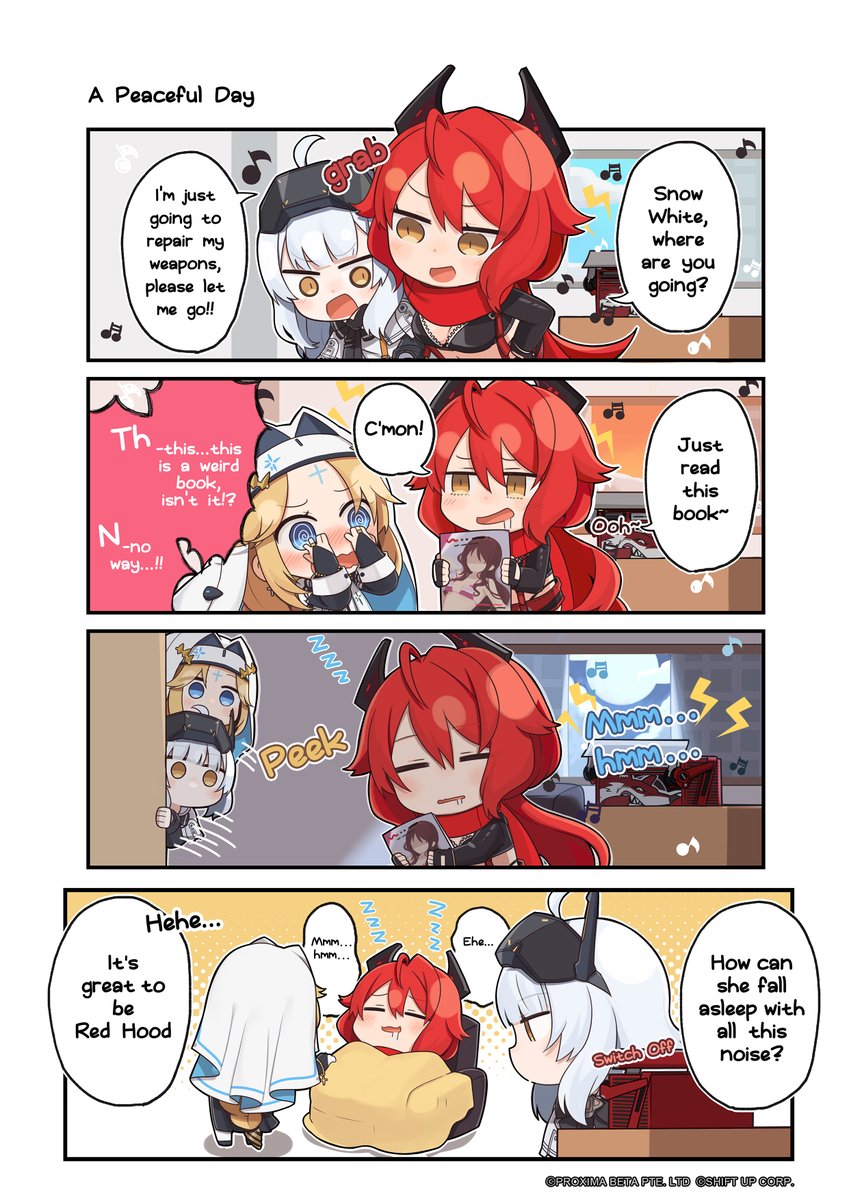 A Peaceful Day
I'm just
going to
repair my
weapons,
please let
me go!!
grab
Snow
White,
where
are you
going?
Th
-this...this
is a weird
book,
isn't it!?
N
-no
way...!!
C'mon!
Ooh~
Just
read
this
book~
ZZZ
Peek
Mmm...
hmm...
Hehe...
It's
great to
be
Red Hood
Mmm...
hmm...
ZZZ
ZZZ
Ehe...
How can
she fall
asleep with
all this
noise?
Switch Off
©PROXIMA BETA PTE. LTD ©SHIFT UP CORP.